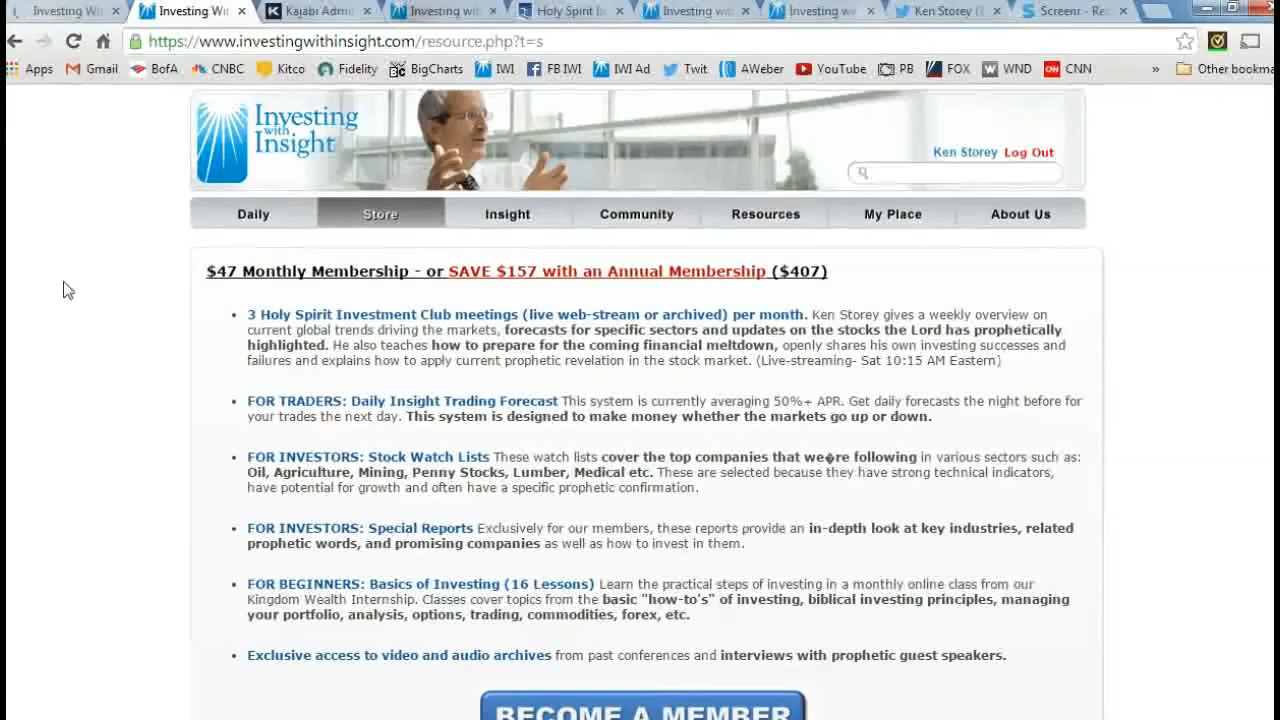 Investing Wi
Investing Wit
Kajabi Admi
Investing wit
Holy Spirit I
Investing wit
Investing wit
Ken Storey (
Screenr - Re
https://www.investingwithinsight.com/resource.php?t=s
Apps
Gmail
BofA
CNBC
Kitco
Fidelity
BigCharts
IWI
FB IWI
IWI Ad
Twit
AWeber
YouTube
PB
FOX
WND
CNN
»
Other bookma
Investing
with
Insight
Ken Storey Log Out
Daily
Store
Insight
Community
Resources
My Place
About Us
$47 Monthly Membership - or SAVE $157 with an Annual Membership ($407)
• 3 Holy Spirit Investment Club meetings (live web-stream or archived) per month. Ken Storey gives a weekly overview on
current global trends driving the markets, forecasts for specific sectors and updates on the stocks the Lord has prophetically
highlighted. He also teaches how to prepare for the coming financial meltdown, openly shares his own investing successes and
failures and explains how to apply current prophetic revelation in the stock market. (Live-streaming- Sat 10:15 AM Eastern)
• FOR TRADERS: Daily Insight Trading Forecast This system is currently averaging 50%+ APR. Get daily forecasts the night before for
your trades the next day. This system is designed to make money whether the markets go up or down.
• FOR INVESTORS: Stock Watch Lists These watch lists cover the top companies that we�re following in various sectors such as:
Oil, Agriculture, Mining, Penny Stocks, Lumber, Medical etc. These are selected because they have strong technical indicators,
have potential for growth and often have a specific prophetic confirmation.
• FOR INVESTORS: Special Reports Exclusively for our members, these reports provide an in-depth look at key industries, related
prophetic words, and promising companies as well as how to invest in them.
• FOR BEGINNERS: Basics of Investing (16 Lessons) Learn the practical steps of investing in a monthly online class from our
Kingdom Wealth Internship. Classes cover topics from the basic "how-to's" of investing, biblical investing principles, managing
your portfolio, analysis, options, trading, commodities, forex, etc.
• Exclusive access to video and audio archives from past conferences and interviews with prophetic guest speakers.
BECOME A MEMBER